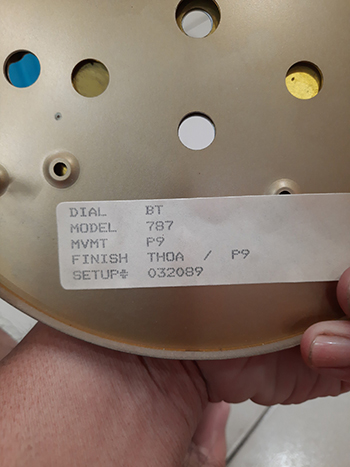 DIAL BT
MODEL 787
MVMT P9
FINISH THOA / P9
SETUP# 032089